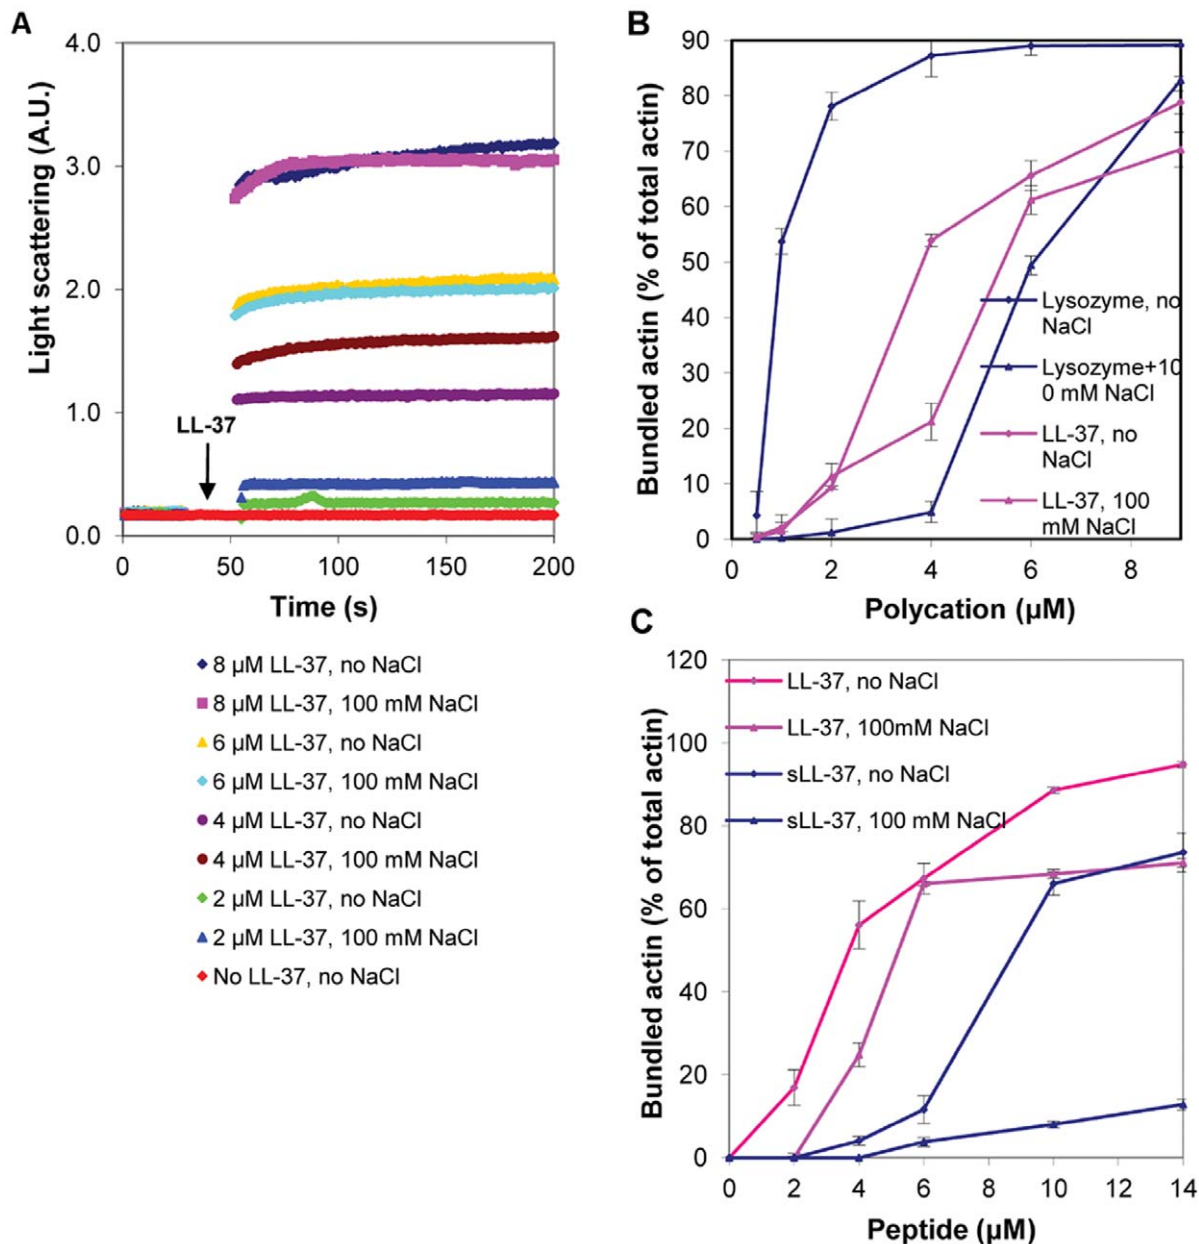 A
4.0
3.0
2.0
1.0
0.0
Light scattering (A.U.)
LL-37
0 50 100 150 200
Time (s)
8 µM LL-37, no NaCl
8 µM LL-37, 100 mM NaCl
6 µM LL-37, no NaCl
6 µM LL-37, 100 mM NaCl
4 µM LL-37, no NaCl
4 µM LL-37, 100 mM NaCl
2 µM LL-37, no NaCl
2 µM LL-37, 100 mM NaCl
No LL-37, no NaCl
B
90
80
70
60
50
40
30
20
10
0
Bundled actin (% of total actin)
Lysozyme, no
NaCl
Lysozyme+10
0 mM NaCl
LL-37, no
NaCl
LL-37, 100
mM NaCl
0 2 4 6 8
Polycation (µM)
C
120
100
80
60
40
20
0
Bundled actin (% of total actin)
LL-37, no NaCl
LL-37, 100mM NaCl
sLL-37, no NaCl
sLL-37, 100 mM NaCl
0 2 4 6 8 10 12 14
Peptide (µM)